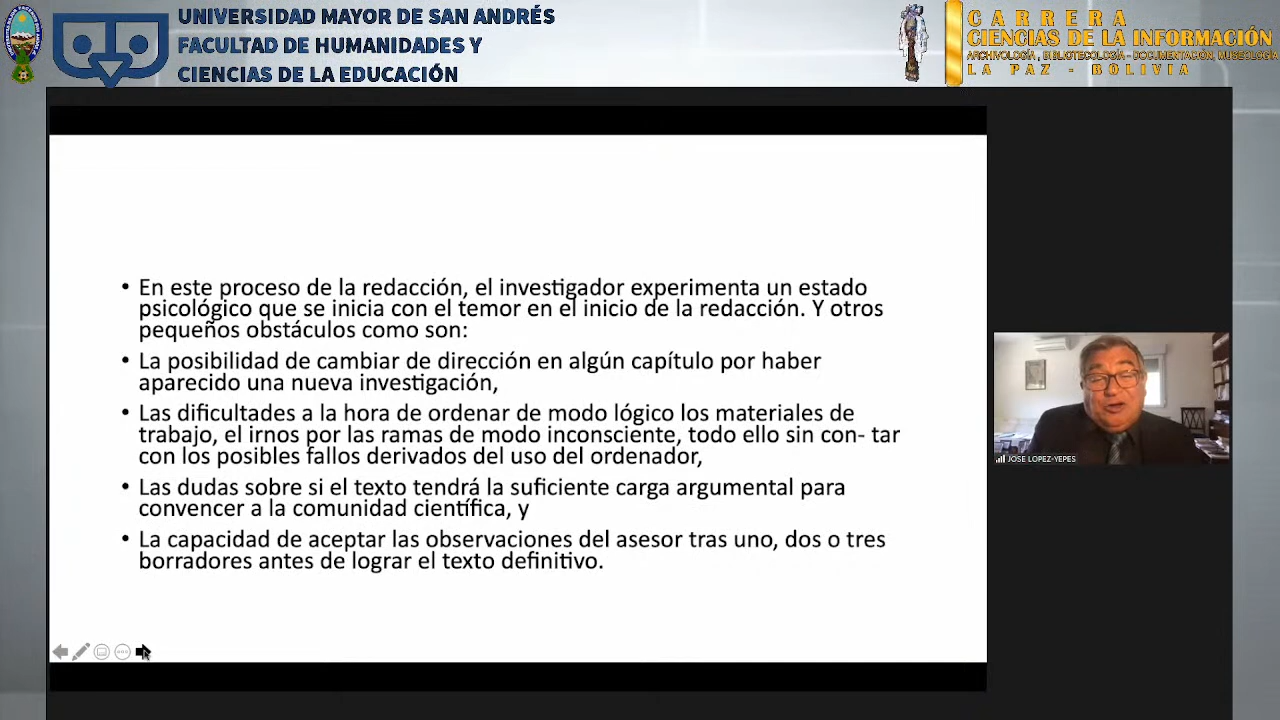 UNIVERSIDAD MAYOR DE SAN ANDRÉS
FACULTAD DE HUMANIDADES Y
CIENCIAS DE LA EDUCACIÓN
CARRERA
CIENCIAS DE LA INFORMACIÓN
ARCHIVOLOGÍA, BIBLIOTECOLOGÍA - DOCUMENTACIÓN, MUSEOLOGÍA
LA PAZ - BOLIVIA
• En este proceso de la redacción, el investigador experimenta un estado
psicológico que se inicia con el temor en el inicio de la redacción. Y otros
pequeños obstáculos como son:
• La posibilidad de cambiar de dirección en algún capítulo por haber
aparecido una nueva investigación,
• Las dificultades a la hora de ordenar de modo lógico los materiales de
trabajo, el irnos por las ramas de modo inconsciente, todo ello sin con- tar
con los posibles fallos derivados del uso del ordenador,
• Las dudas sobre si el texto tendrá la suficiente carga argumental para
convencer a la comunidad científica, y
• La capacidad de aceptar las observaciones del asesor tras uno, dos o tres
borradores antes de lograr el texto definitivo.
JOSE LOPEZ-YEPES